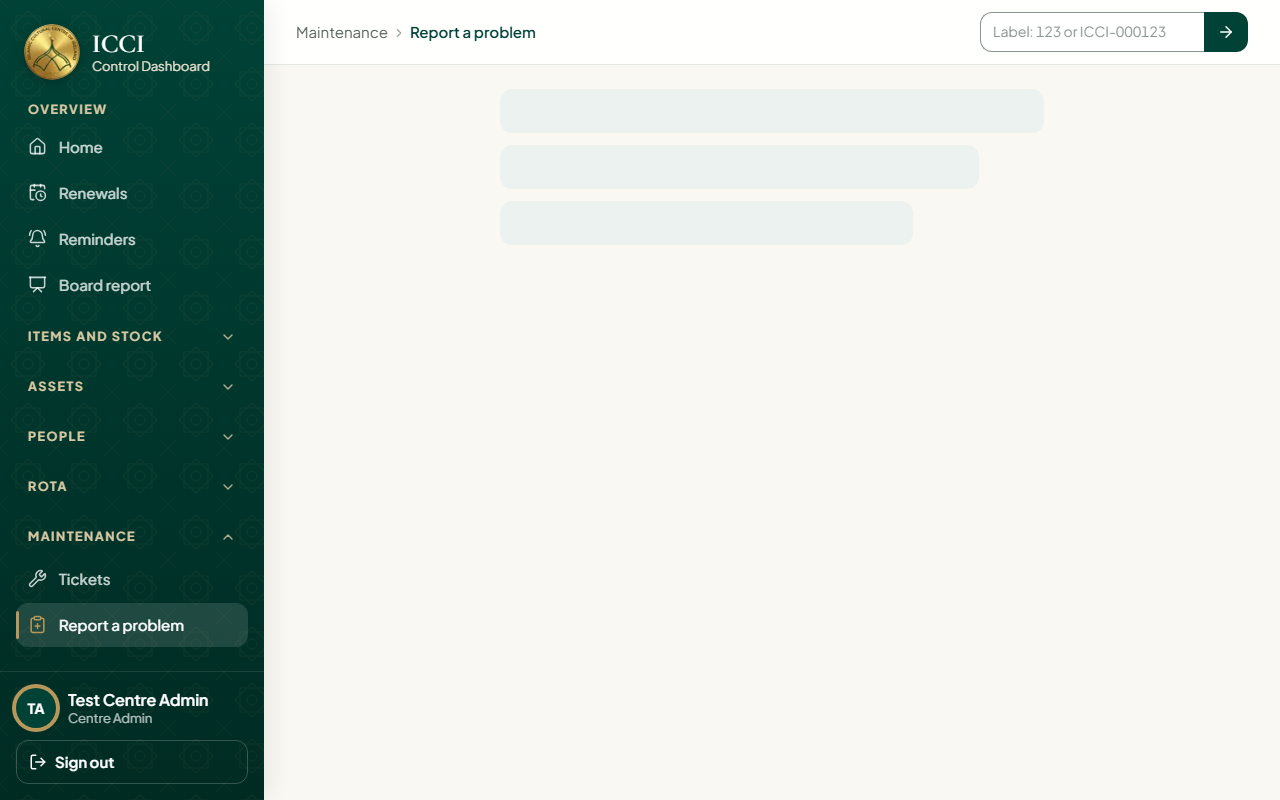 ICCI
Control Dashboard
OVERVIEW
Home
Renewals
Reminders
Board report
ITEMS AND STOCK
ASSETS
PEOPLE
ROTA
MAINTENANCE
Tickets
Report a problem
TA
Test Centre Admin
Centre Admin
Sign out
Maintenance › Report a problem
Label: 123 or ICCI-000123